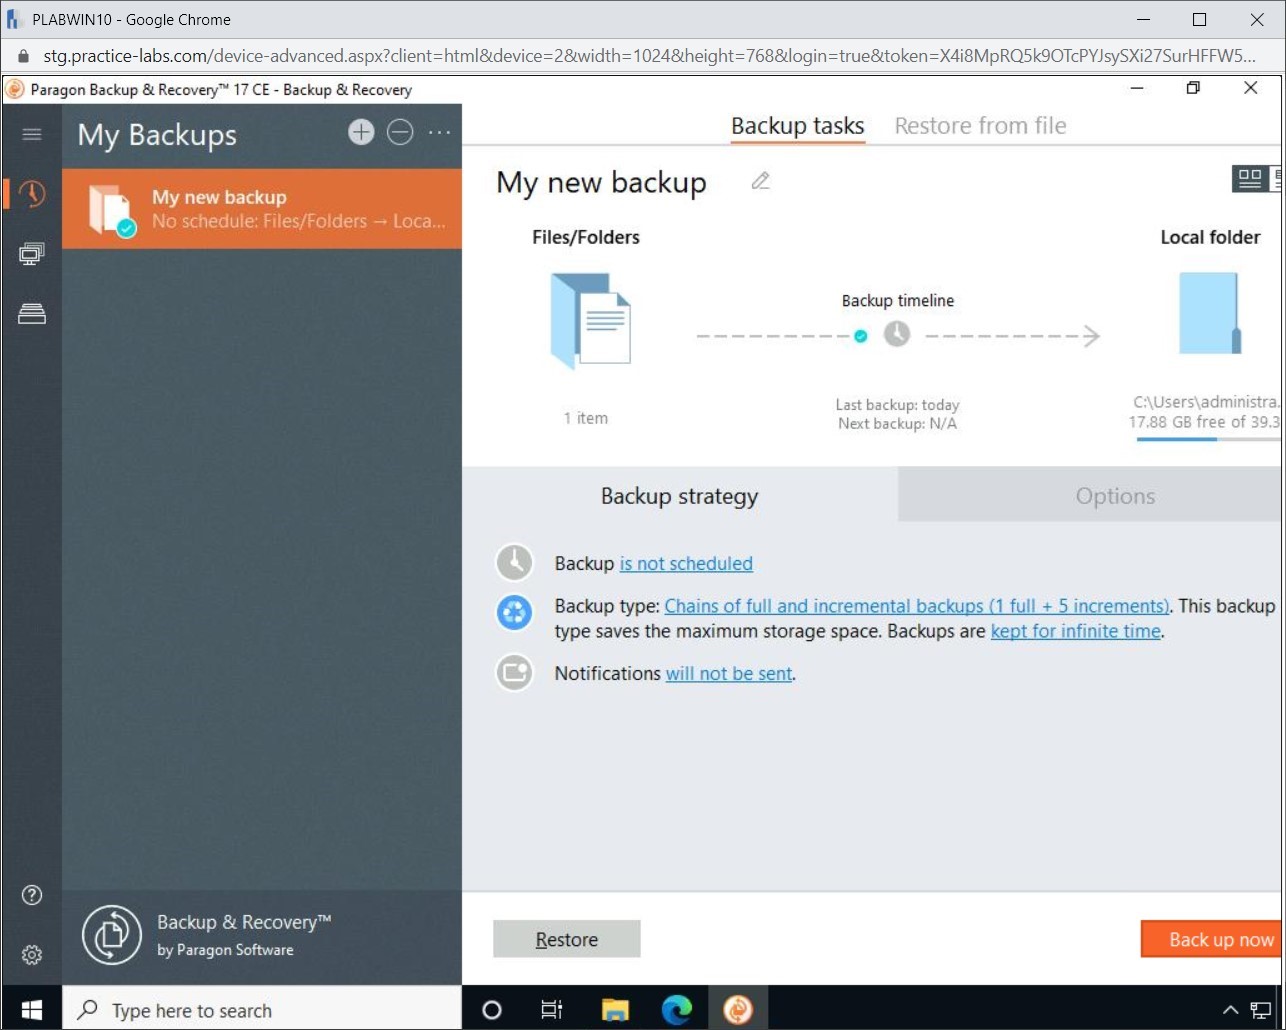 PLABWIN10 - Google Chrome
stg.practice-labs.com/device-advanced.aspx?client=html&device=2&width=1024&height=768&login=true&token=X4i8MpRQ5k9OTcPYJsySXi27SurHFFW5...
Paragon Backup & Recovery™ 17 CE - Backup & Recovery
My Backups
Backup tasks
Restore from file
My new backup
No schedule: Files/Folders → Loca...
My new backup
Files/Folders
Local folder
Backup timeline
1 item
Last backup: today
Next backup: N/A
C:\Users\administra.
17.88 GB free of 39.3
Backup strategy
Options
Backup is not scheduled
Backup type: Chains of full and incremental backups (1 full + 5 increments). This backup
type saves the maximum storage space. Backups are kept for infinite time.
Notifications will not be sent.
Backup & Recovery™
by Paragon Software
Restore
Back up now
Type here to search